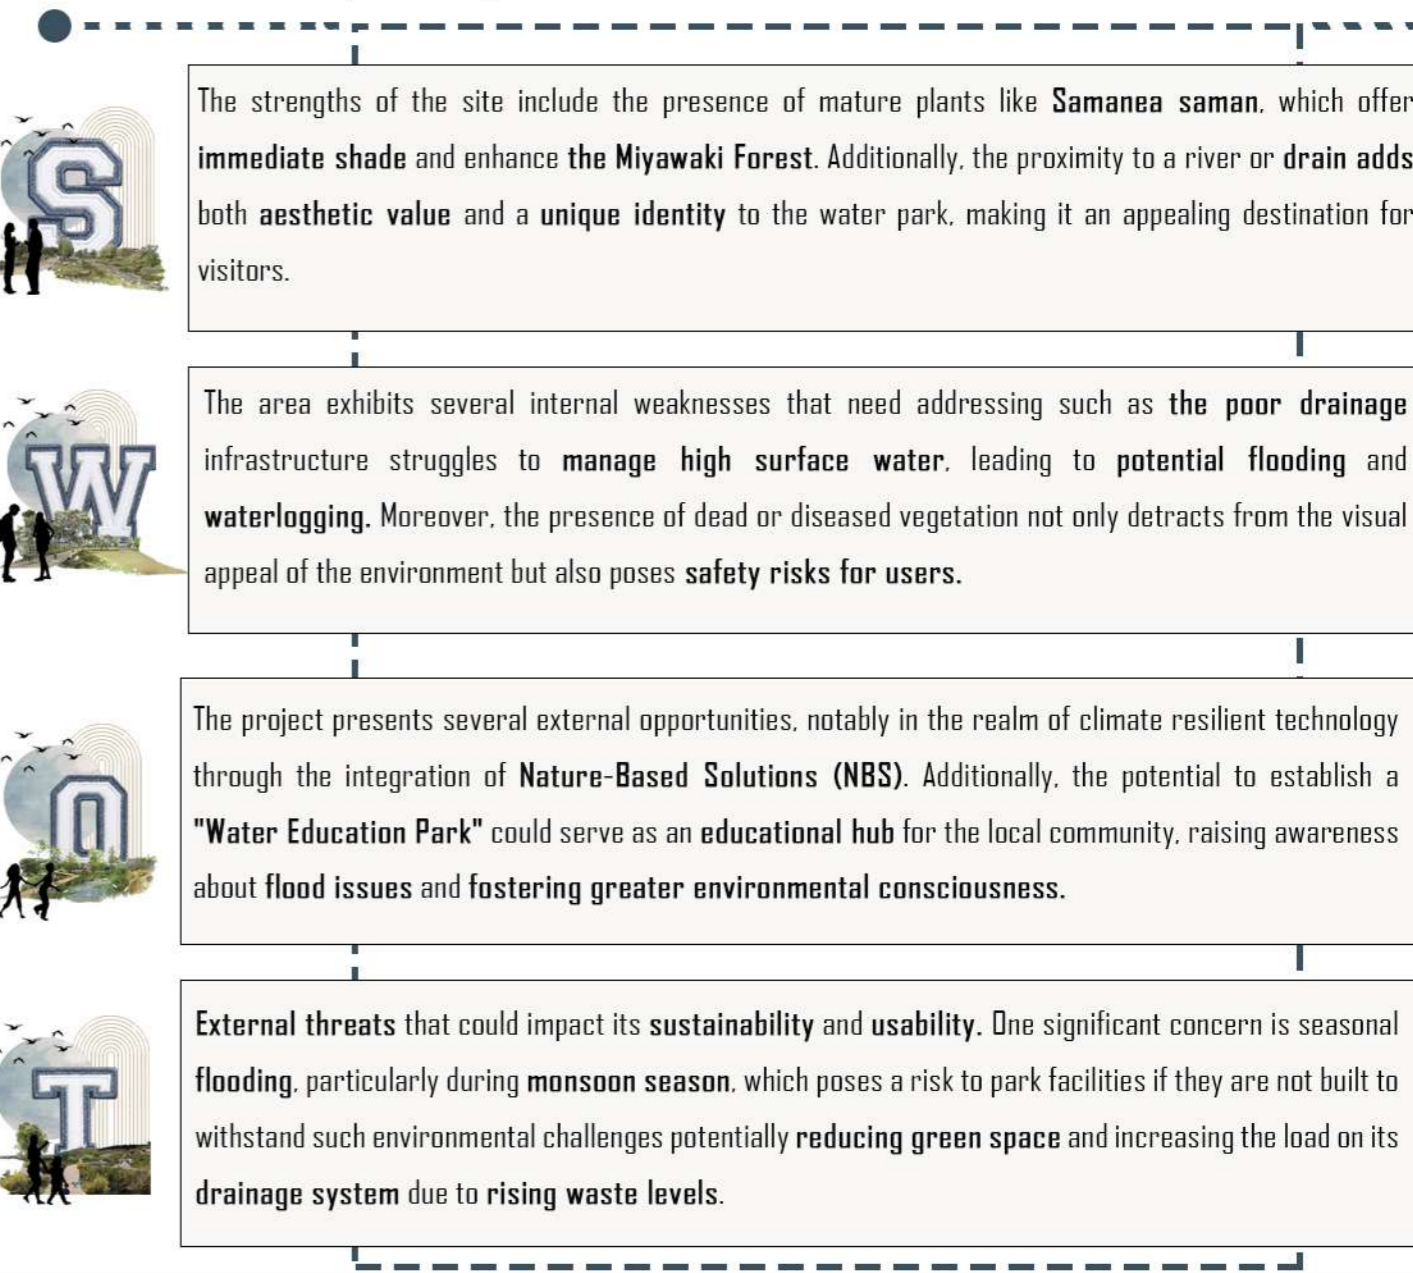 S
The strengths of the site include the presence of mature plants like Samanea saman, which offer
immediate shade and enhance the Miyawaki Forest. Additionally, the proximity to a river or drain adds
both aesthetic value and a unique identity to the water park, making it an appealing destination for
visitors.
W
The area exhibits several internal weaknesses that need addressing such as the poor drainage
infrastructure struggles to manage high surface water, leading to potential flooding and
waterlogging. Moreover, the presence of dead or diseased vegetation not only detracts from the visual
appeal of the environment but also poses safety risks for users.
O
The project presents several external opportunities, notably in the realm of climate resilient technology
through the integration of Nature-Based Solutions (NBS). Additionally, the potential to establish a
"Water Education Park" could serve as an educational hub for the local community, raising awareness
about flood issues and fostering greater environmental consciousness.
T
External threats that could impact its sustainability and usability. One significant concern is seasonal
flooding, particularly during monsoon season, which poses a risk to park facilities if they are not built to
withstand such environmental challenges potentially reducing green space and increasing the load on its
drainage system due to rising waste levels.